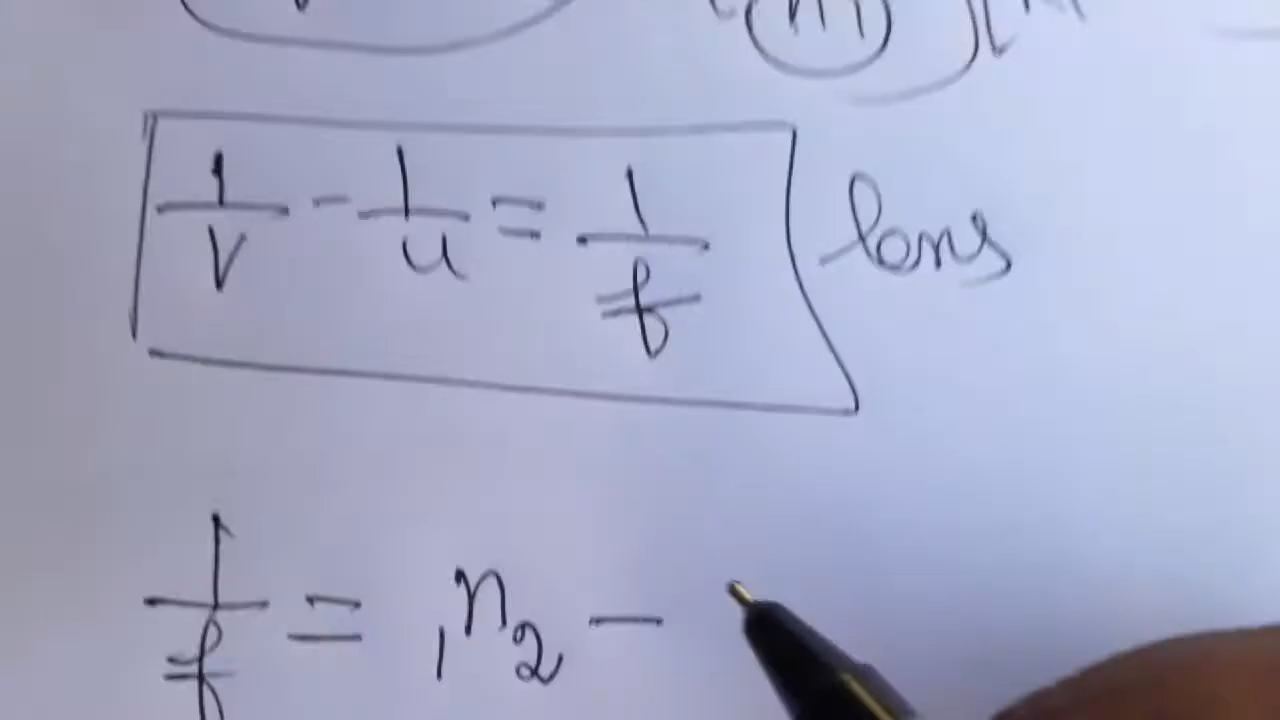 1/v - 1/u = 1/f lens
1/f = ₁n₂ -